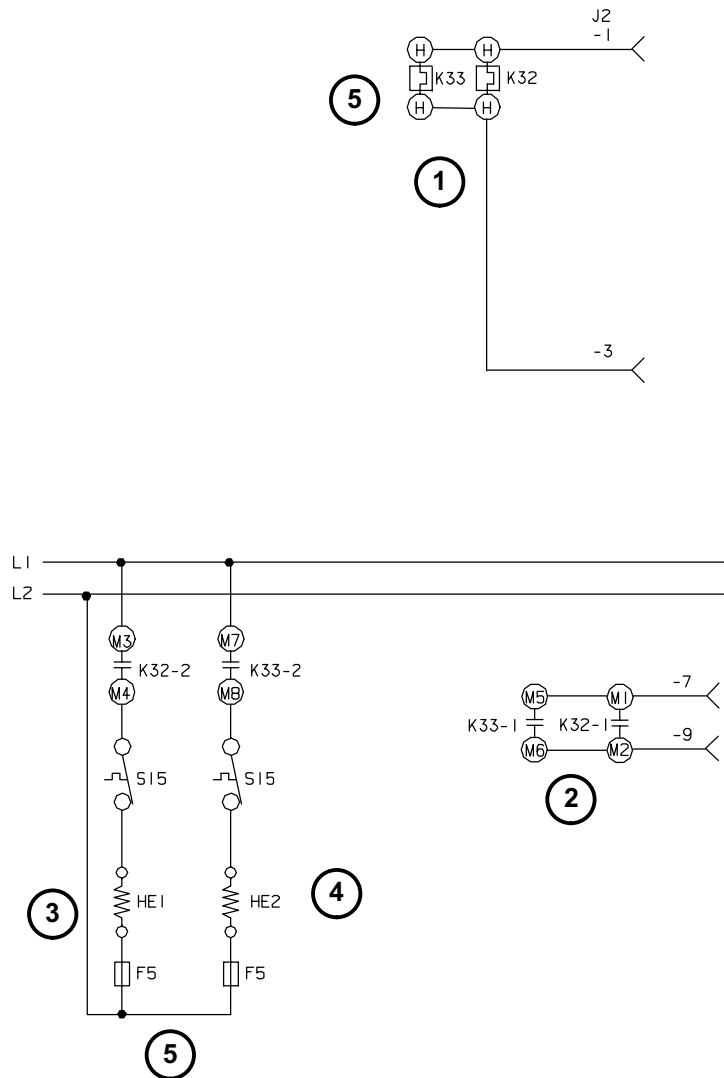 J2
-1
H H
K33 K32
5
H H
1
-3
L1
L2
M3 M7
K32-2 K33-2
M4 M8
M5 M1 -7
K33-1 K32-1
M6 M2 -9
S15 S15
2
HE1 HE2
4
3
F5 F5
5